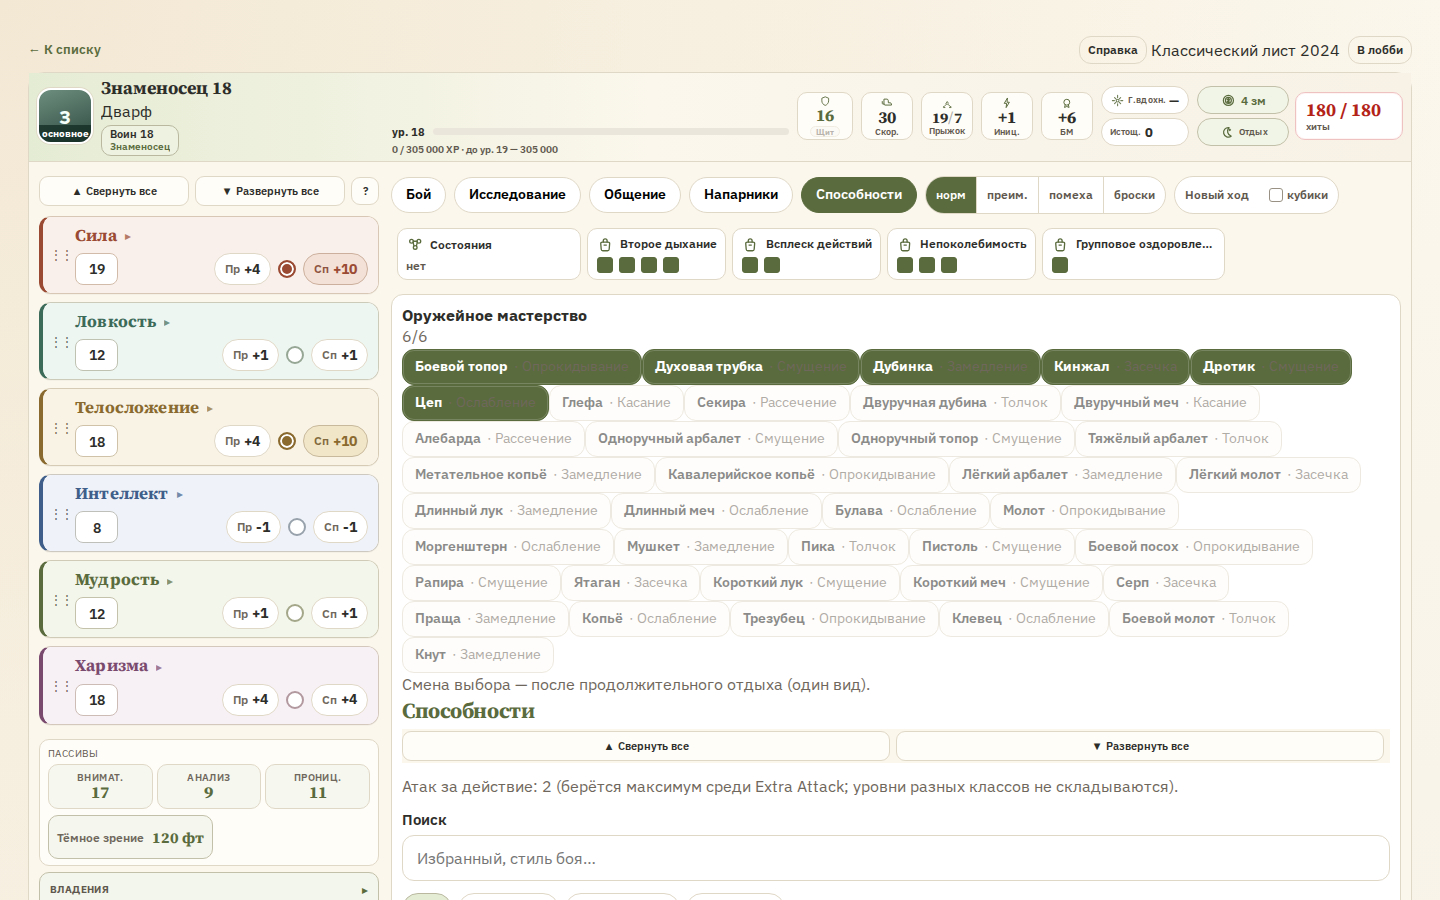 ← К списку
Справка Классический лист 2024 В лобби
З
основное
Знаменосец 18
Дварф
Воин 18
Знаменосец
ур. 18
0 / 305 000 XP · до ур. 19 — 305 000
16
Щит
30
Скор.
19/7
Прыжок
+1
Иниц.
+6
БМ
Г.вдохн. —
Истощ. 0
4 зм
Отдых
180 / 180
хиты
▲ Свернуть все
▼ Развернуть все
?
Бой
Исследование
Общение
Напарники
Способности
норм
преим.
помеха
броски
Новый ход
кубики
Сила ▸
19
Пр +4
Сп +10
Ловкость ▸
12
Пр +1
Сп +1
Телосложение ▸
18
Пр +4
Сп +10
Интеллект ▸
8
Пр -1
Сп -1
Мудрость ▸
12
Пр +1
Сп +1
Харизма ▸
18
Пр +4
Сп +4
ПАССИВЫ
ВНИМАТ.
17
АНАЛИЗ
9
ПРОНИЦ.
11
Тёмное зрение 120 фт
ВЛАДЕНИЯ ▸
Состояния
нет
Второе дыхание
Всплеск действий
Непоколебимость
Групповое оздоровле...
Оружейное мастерство
6/6
Боевой топор · Опрокидывание Духовая трубка · Смущение Дубинка · Замедление Кинжал · Засечка Дротик · Смущение
Цеп · Ослабление Глефа · Касание Секира · Рассечение Двуручная дубина · Толчок Двуручный меч · Касание
Алебарда · Рассечение Одноручный арбалет · Смущение Одноручный топор · Смущение Тяжёлый арбалет · Толчок
Метательное копьё · Замедление Кавалерийское копьё · Опрокидывание Лёгкий арбалет · Замедление Лёгкий молот · Засечка
Длинный лук · Замедление Длинный меч · Ослабление Булава · Ослабление Молот · Опрокидывание
Моргенштерн · Ослабление Мушкет · Замедление Пика · Толчок Пистоль · Смущение Боевой посох · Опрокидывание
Рапира · Смущение Ятаган · Засечка Короткий лук · Смущение Короткий меч · Смущение Серп · Засечка
Праща · Замедление Копьё · Ослабление Трезубец · Опрокидывание Клевец · Ослабление Боевой молот · Толчок
Кнут · Замедление
Смена выбора — после продолжительного отдыха (один вид).
Способности
▲ Свернуть все
▼ Развернуть все
Атак за действие: 2 (берётся максимум среди Extra Attack; уровни разных классов не складываются).
Поиск
Избранный, стиль боя...